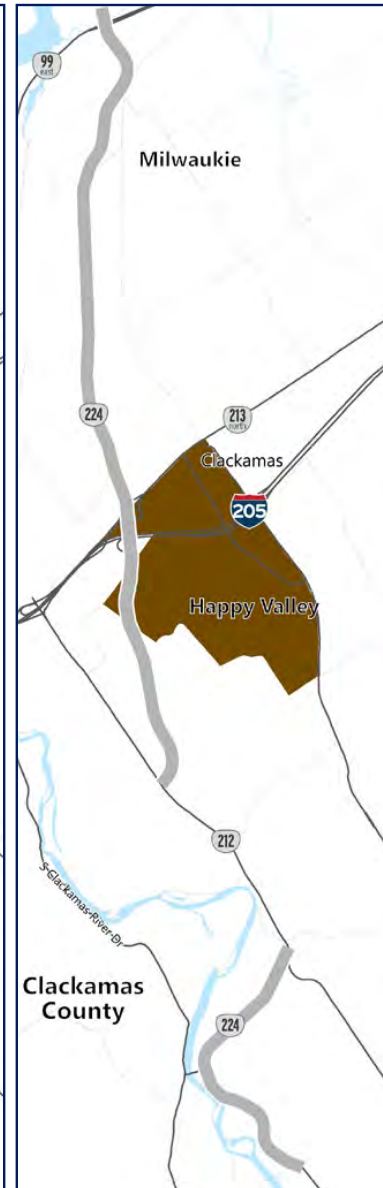 99
east
Milwaukie
224
213
north
Clackamas
205
Happy Valley
212
S-Clackamas-River-Dr
Clackamas
County
224